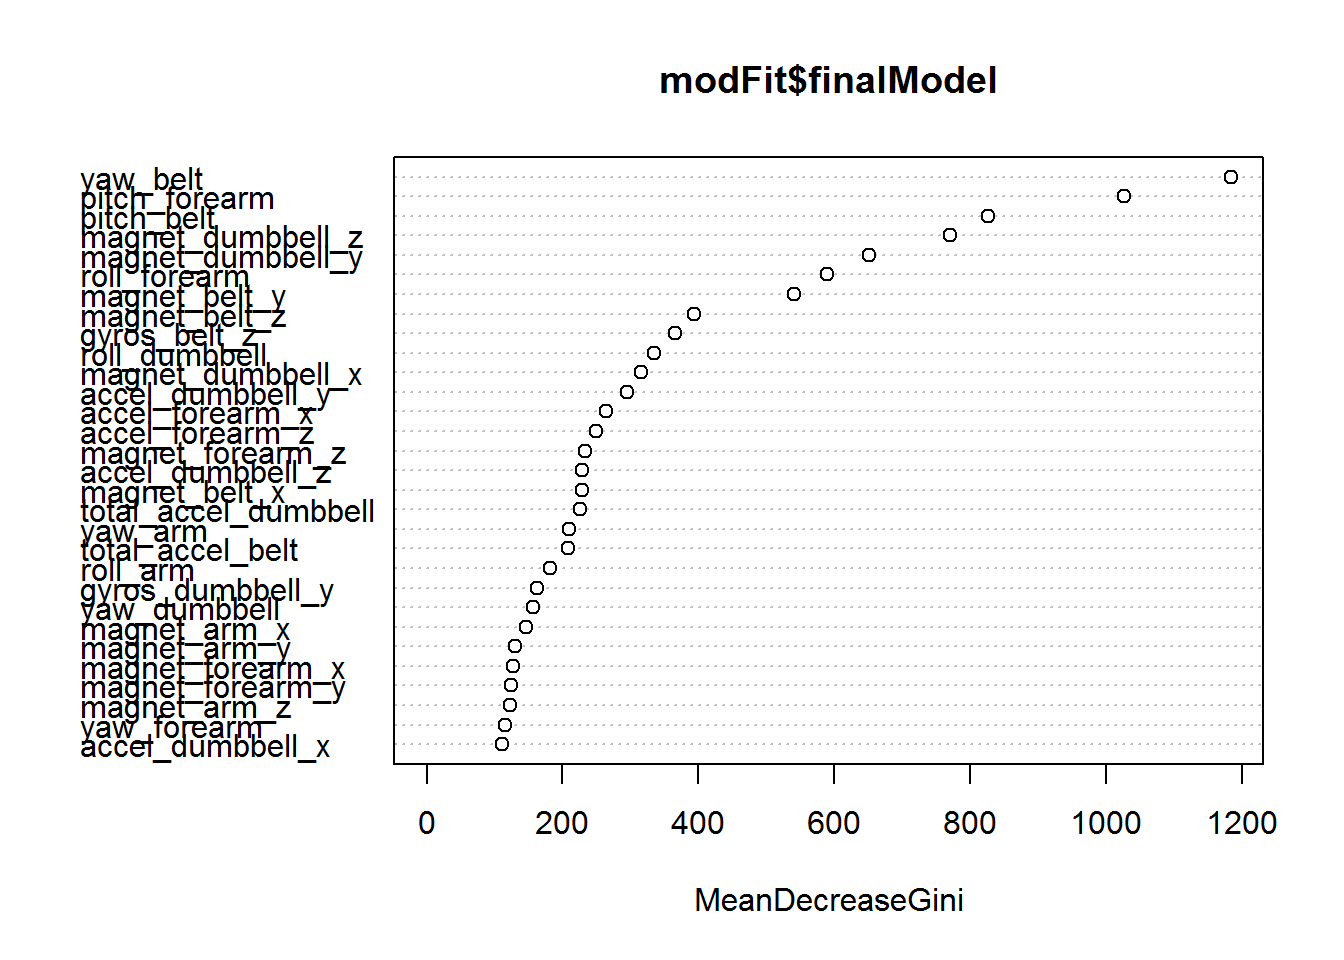 modFit$finalModel
yaw_belt
pitch_forearm
pitch_belt
magnet_dumbbell_z
magnet_dumbbell_y
roll_forearm
magnet_belt_y
magnet_belt_z
gyros_belt_z
roll_dumbbell
magnet_dumbbell_x
accel_dumbbell_y
accel_forearm_x
accel_forearm_z
magnet_forearm_z
accel_dumbbell_z
magnet_belt_x
total_accel_dumbbell
yaw_arm
total_accel_belt
roll_arm
gyros_dumbbell_y
yaw_dumbbell
magnet_arm_x
magnet_arm_y
magnet_forearm_x
magnet_forearm_y
magnet_arm_z
yaw_forearm
accel_dumbbell_x
0 200 400 600 800 1000 1200
MeanDecreaseGini